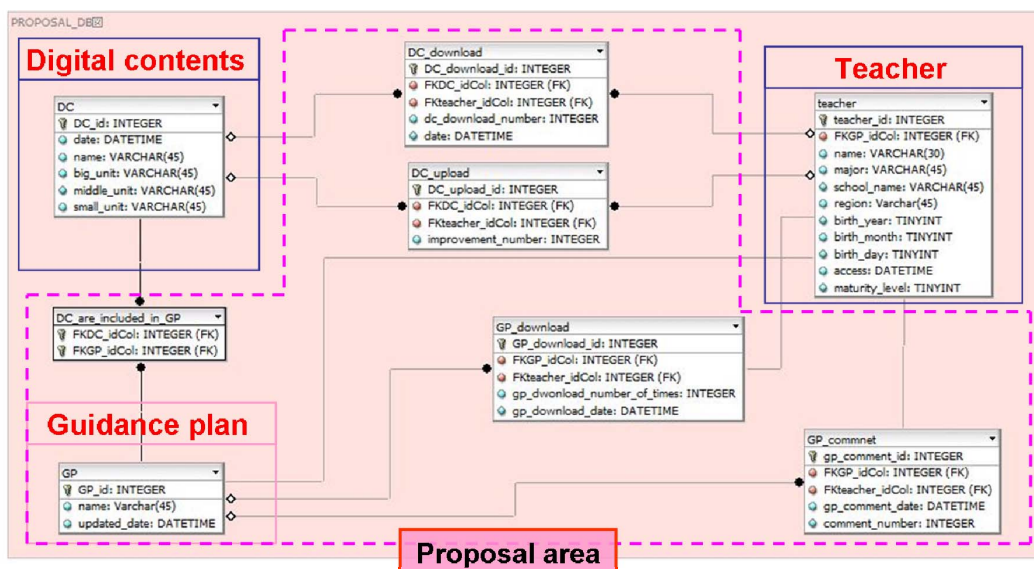 PROPOSAL_DB
Digital contents
DC
DC_id: INTEGER
date: DATETIME
name: VARCHAR(45)
big_unit: VARCHAR(45)
middle_unit: VARCHAR(45)
small_unit: VARCHAR(45)
DC_download
DC_download_id: INTEGER
FKDC_idCol: INTEGER (FK)
FKteacher_idCol: INTEGER (FK)
dc_download_number: INTEGER
date: DATETIME
DC_upload
DC_upload_id: INTEGER
FKDC_idCol: INTEGER (FK)
FKteacher_idCol: INTEGER (FK)
improvement_number: INTEGER
Teacher
teacher
teacher_id: INTEGER
FKGP_idCol: INTEGER (FK)
name: VARCHAR(30)
major: VARCHAR(45)
school_name: VARCHAR(45)
region: Varchar(45)
birth_year: TINYINT
birth_month: TINYINT
birth_day: TINYINT
access: DATETIME
maturity_level: TINYINT
DC_are_included_in_GP
FKDC_idCol: INTEGER (FK)
FKGP_idCol: INTEGER (FK)
GP_download
GP_download_id: INTEGER
FKGP_idCol: INTEGER (FK)
FKteacher_idCol: INTEGER (FK)
gp_dwonload_number_of_times: INTEGER
gp_download_date: DATETIME
Guidance plan
GP
GP_id: INTEGER
name: Varchar(45)
updated_date: DATETIME
GP_commnet
gp_comment_id: INTEGER
FKGP_idCol: INTEGER (FK)
FKteacher_idCol: INTEGER (FK)
gp_comment_date: DATETIME
comment_number: INTEGER
Proposal area